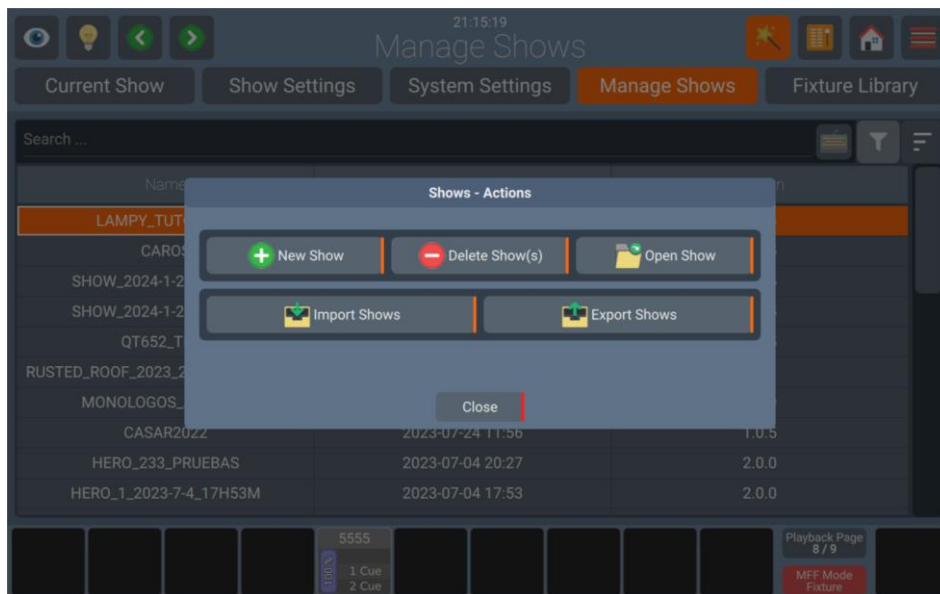 21:15:19
Manage Shows
Current Show
Show Settings
System Settings
Manage Shows
Fixture Library
Search ...
Name
Shows - Actions
LAMPY_TUT
CAROS
New Show
Delete Show(s)
Open Show
SHOW_2024-1-2
SHOW_2024-1-2
Import Shows
Export Shows
QT652_T
RUSTED_ROOF_2023_2
MONOLOGOS_
Close
CASAR2022 2023-07-24 11:56 1.0.5
HERO_233_PRUEBAS 2023-07-04 20:27 2.0.0
HERO_1_2023-7-4_17H53M 2023-07-04 17:53 2.0.0
5555
100 %
1 Cue
2 Cue
Playback Page
8 / 9
MFF Mode
Fixture